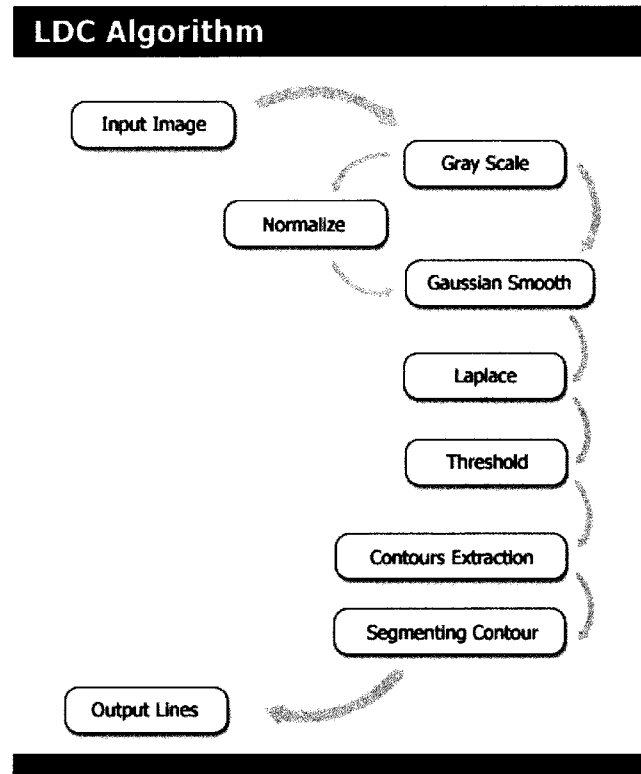 LDC Algorithm
Input Image
Gray Scale
Normalize
Gaussian Smooth
Laplace
Threshold
Contours Extraction
Segmenting Contour
Output Lines